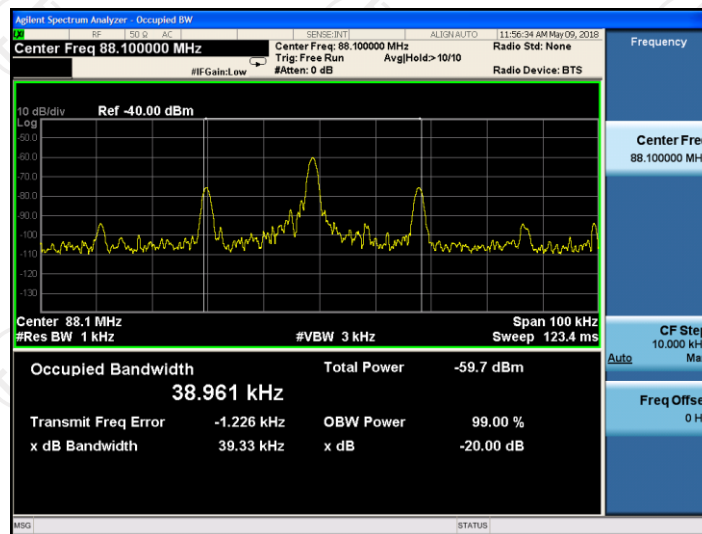 Agilent Spectrum Analyzer - Occupied BW
LXI RF 50 Ω AC SENSE:INT ALIGN AUTO 11:56:34 AM May 09, 2018
Center Freq 88.100000 MHz
Center Freq: 88.100000 MHz
Radio Std: None
Trig: Free Run Avg|Hold:>10/10
#IFGain:Low
#Atten: 0 dB
Radio Device: BTS
10 dB/div Ref -40.00 dBm
Log
-50.0
-60.0
-70.0
-80.0
-90.0
-100
-110
-120
-130
Center 88.1 MHz Span 100 kHz
#Res BW 1 kHz #VBW 3 kHz Sweep 123.4 ms
Occupied Bandwidth Total Power -59.7 dBm
38.961 kHz
Transmit Freq Error -1.226 kHz OBW Power 99.00 %
x dB Bandwidth 39.33 kHz x dB -20.00 dB
MSG STATUS
Frequency
Center Fre
88.100000 MH
CF Step
10.000 kH
Auto Ma
Freq Offse
0 H